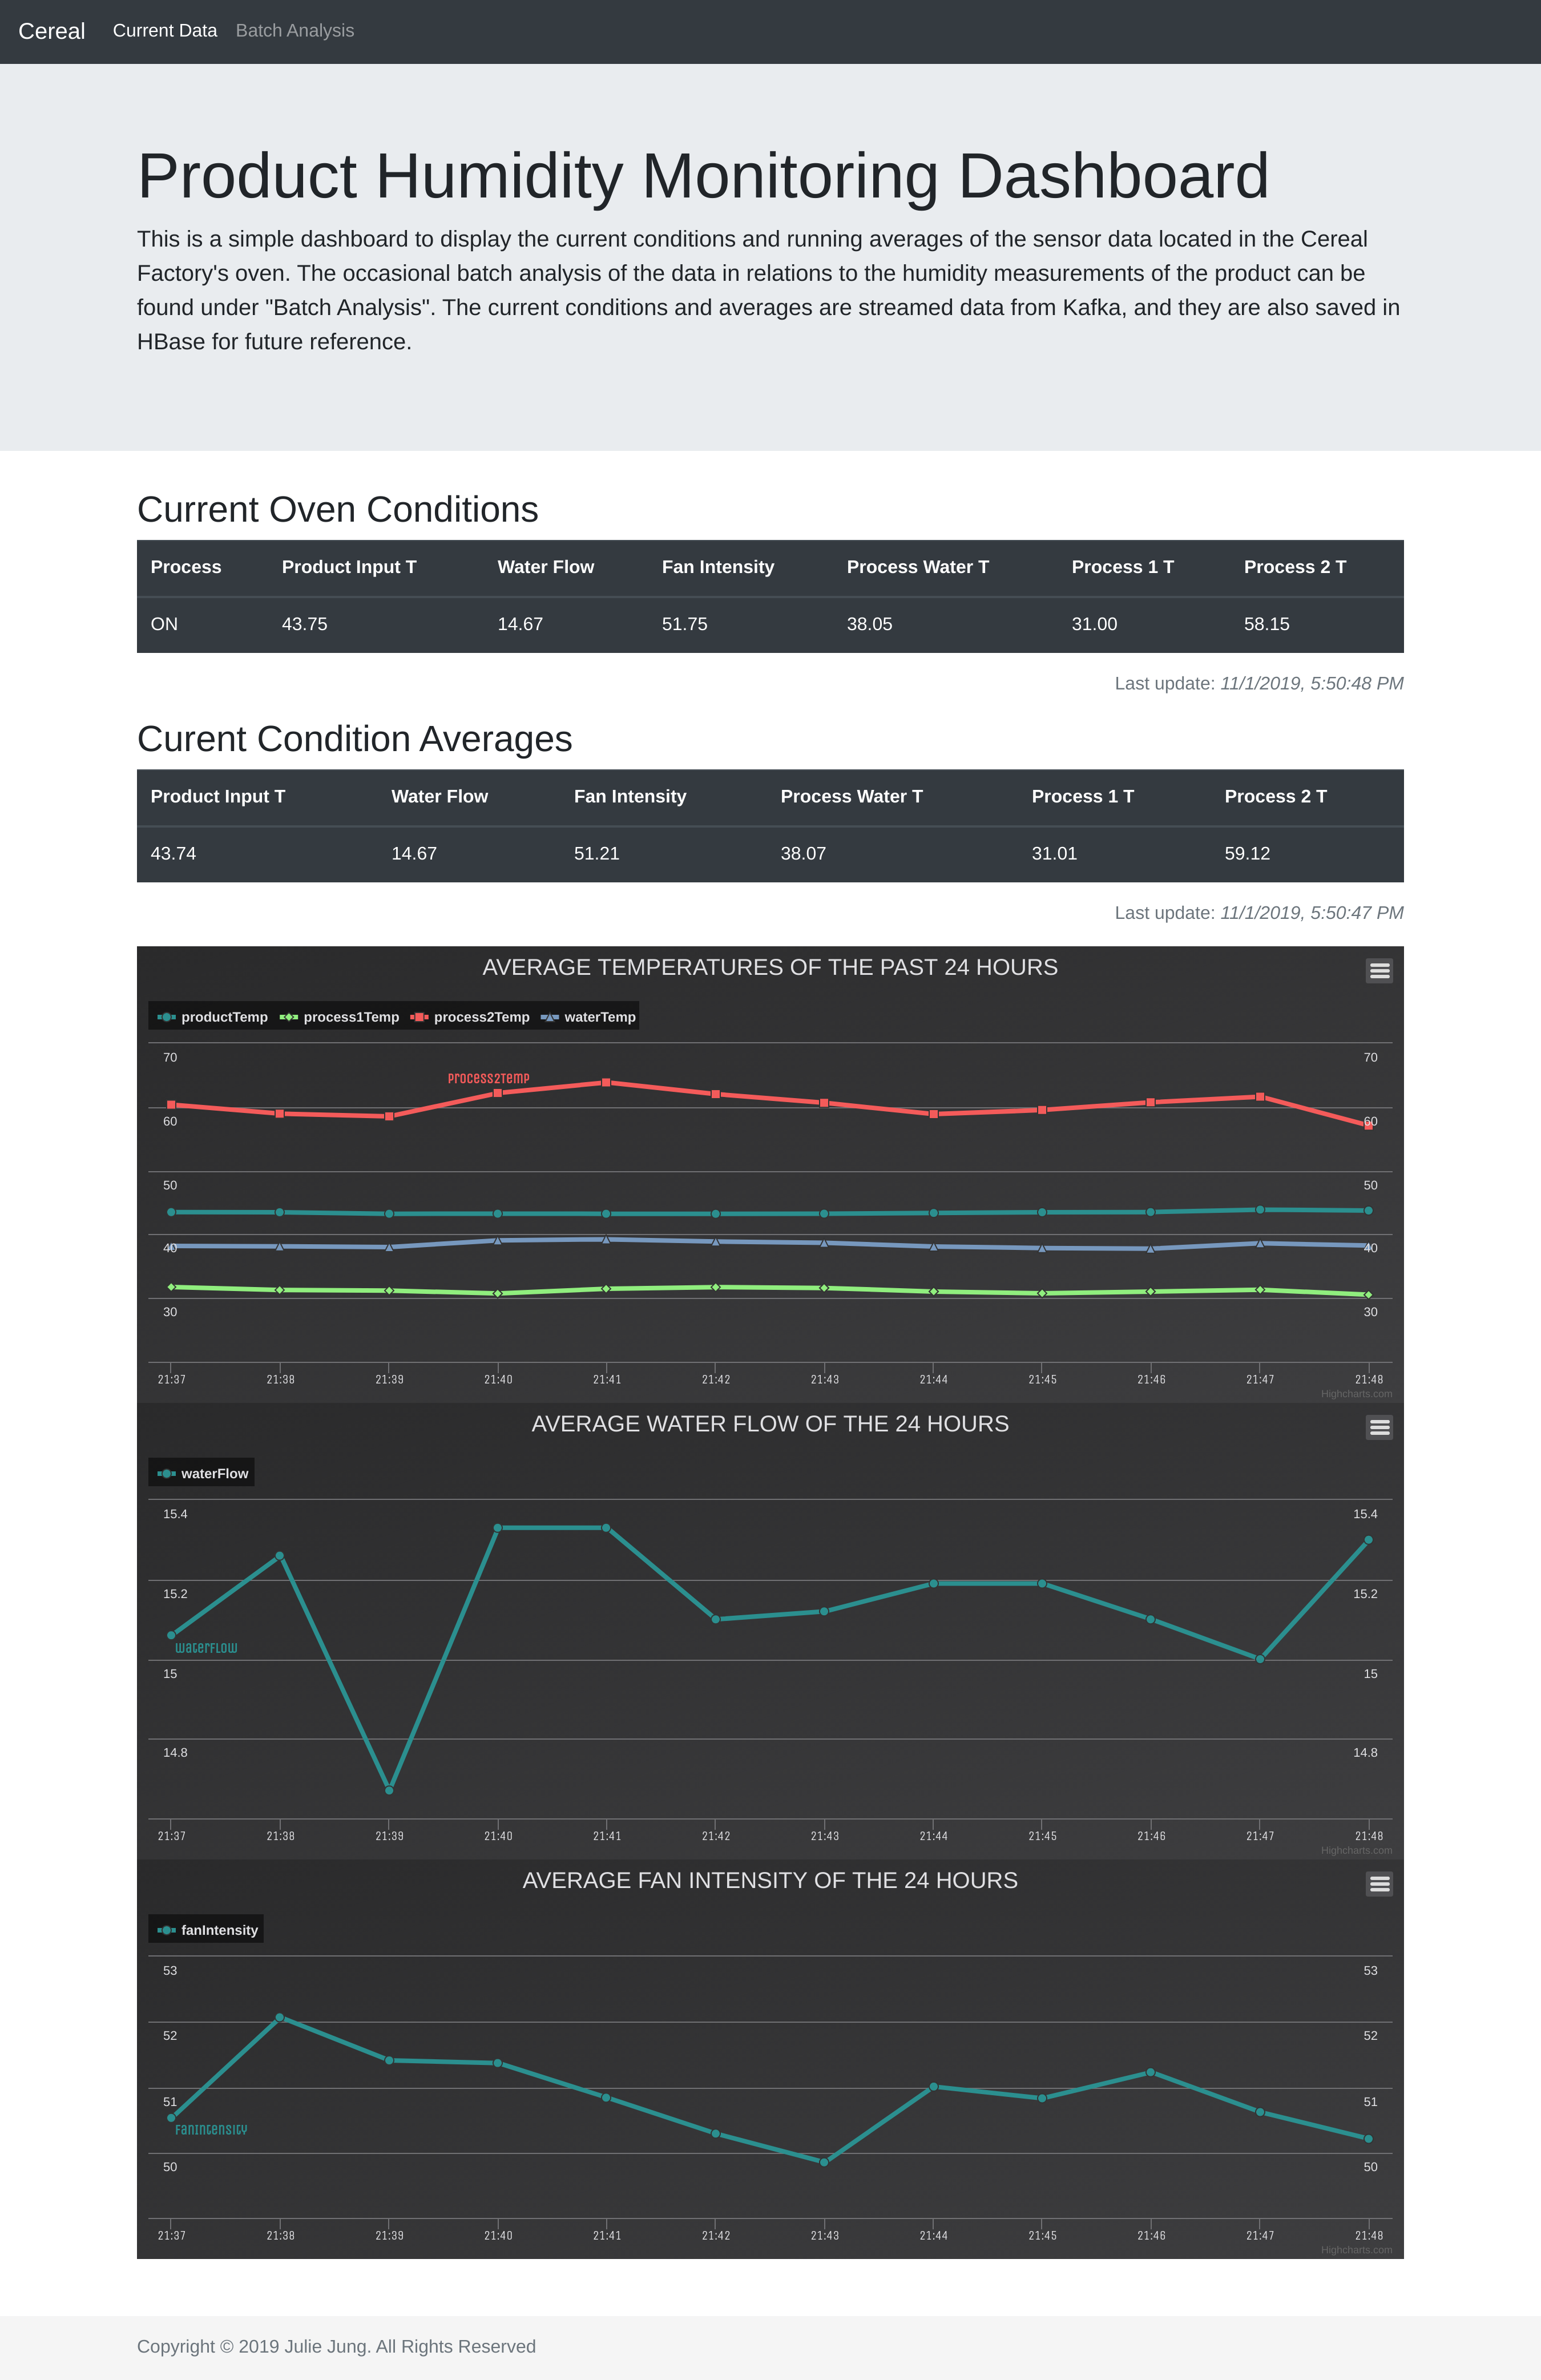 Cereal Current Data Batch Analysis
Product Humidity Monitoring Dashboard
This is a simple dashboard to display the current conditions and running averages of the sensor data located in the Cereal
Factory's oven. The occasional batch analysis of the data in relations to the humidity measurements of the product can be
found under "Batch Analysis". The current conditions and averages are streamed data from Kafka, and they are also saved in
HBase for future reference.
Current Oven Conditions
Process Product Input T Water Flow Fan Intensity Process Water T Process 1 T Process 2 T
ON 43.75 14.67 51.75 38.05 31.00 58.15
Last update: 11/1/2019, 5:50:48 PM
Curent Condition Averages
Product Input T Water Flow Fan Intensity Process Water T Process 1 T Process 2 T
43.74 14.67 51.21 38.07 31.01 59.12
Last update: 11/1/2019, 5:50:47 PM
AVERAGE TEMPERATURES OF THE PAST 24 HOURS
productTemp process1Temp process2Temp waterTemp
70 70
process2Temp
60 60
50 50
40 40
30 30
21:37 21:38 21:39 21:40 21:41 21:42 21:43 21:44 21:45 21:46 21:47 21:48
Highcharts.com
AVERAGE WATER FLOW OF THE 24 HOURS
waterFlow
15.4 15.4
15.2 15.2
waterFlow
15 15
14.8 14.8
21:37 21:38 21:39 21:40 21:41 21:42 21:43 21:44 21:45 21:46 21:47 21:48
Highcharts.com
AVERAGE FAN INTENSITY OF THE 24 HOURS
fanIntensity
53 53
52 52
51 51
fanIntensity
50 50
21:37 21:38 21:39 21:40 21:41 21:42 21:43 21:44 21:45 21:46 21:47 21:48
Highcharts.com
Copyright © 2019 Julie Jung. All Rights Reserved